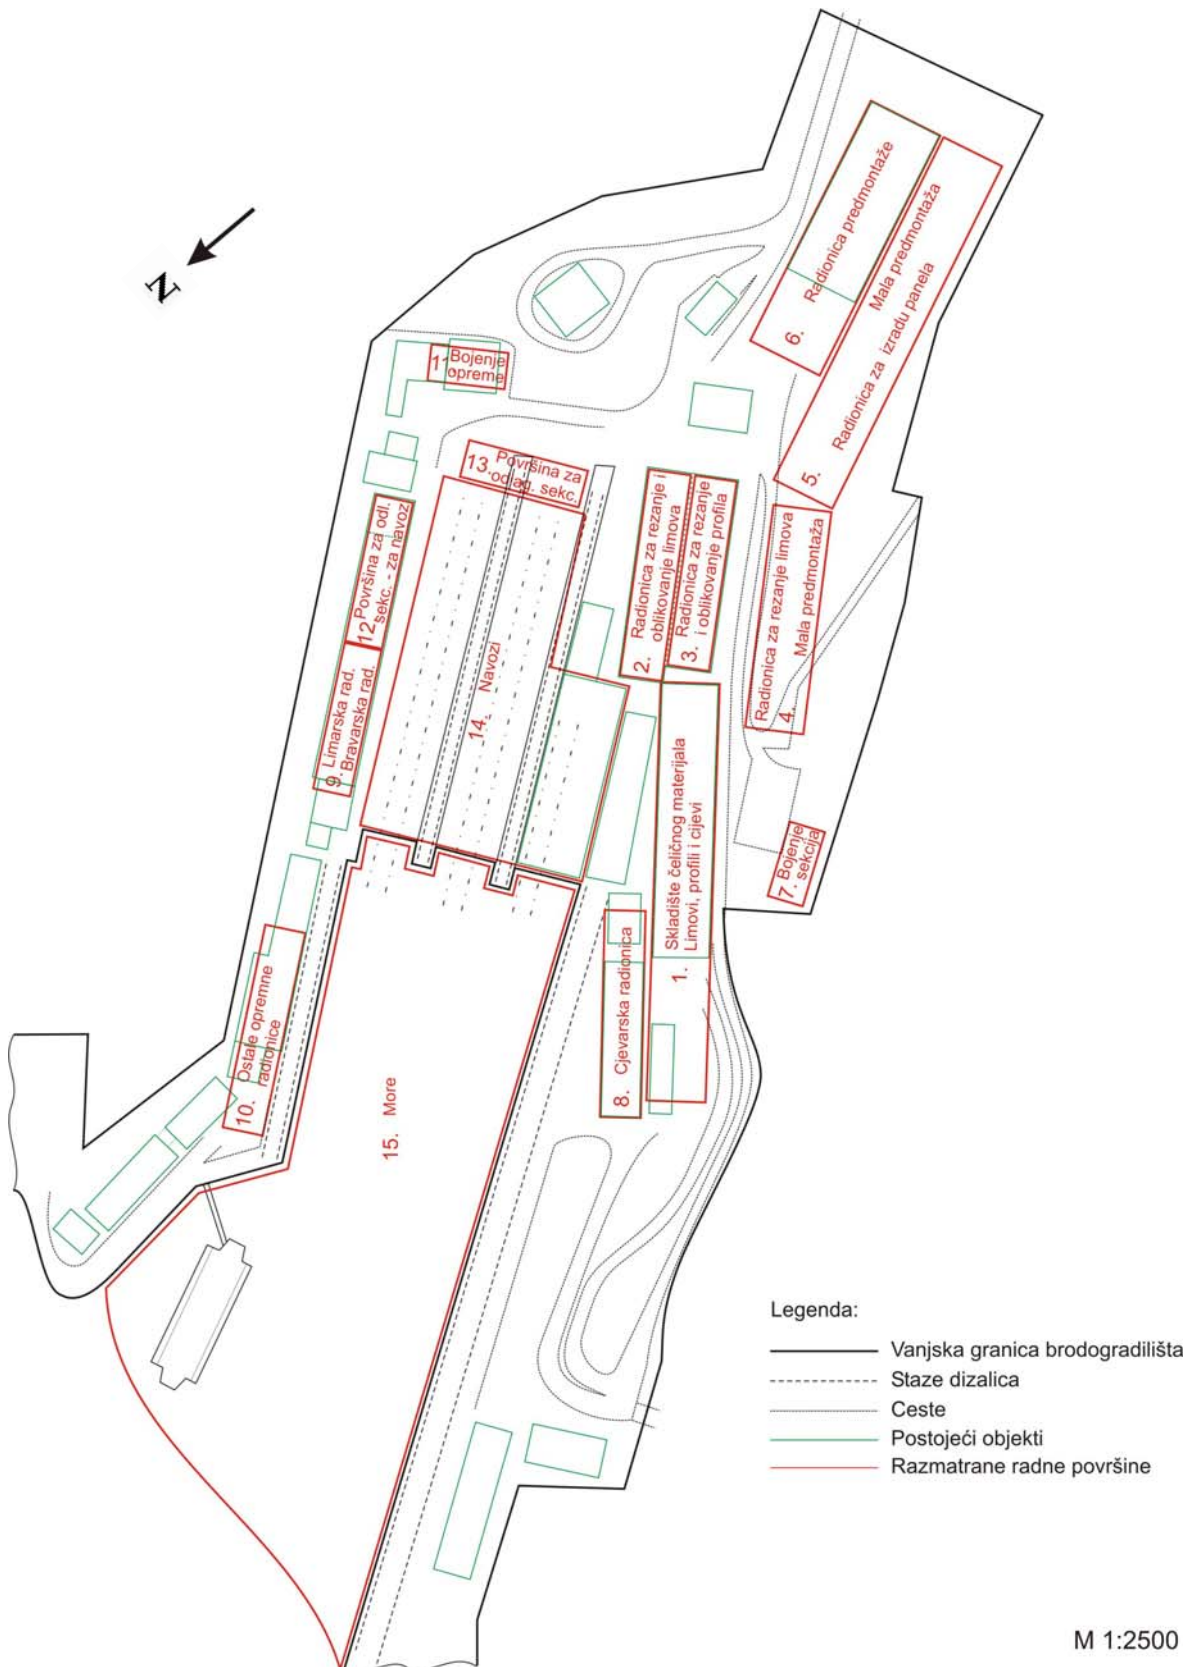 N
6. Radionica predmontaže
Mala predmontaža
5. Radionica za izradu panela
11. Bojenje
opreme
13. Površina za
odlag. sekc.
12. Površina za odl.
sekc. - za navoz
2. Radionica za rezanje i
oblikovanje limova
3. Radionica za rezanje
i oblikovanje profila
Radionica za rezanje limova
4. Mala predmontaža
9. Limarska rad.
Bravarska rad.
14. Navozi
7. Bojenje
sekcija
Skladište čeličnog materijala
1. Limovi, profili i cijevi
8. Cjevarska radionica
10. Ostale opremne
radionice
15. More
Legenda:
Vanjska granica brodogradilišta
Staze dizalica
Ceste
Postojeći objekti
Razmatrane radne površine
M 1:2500